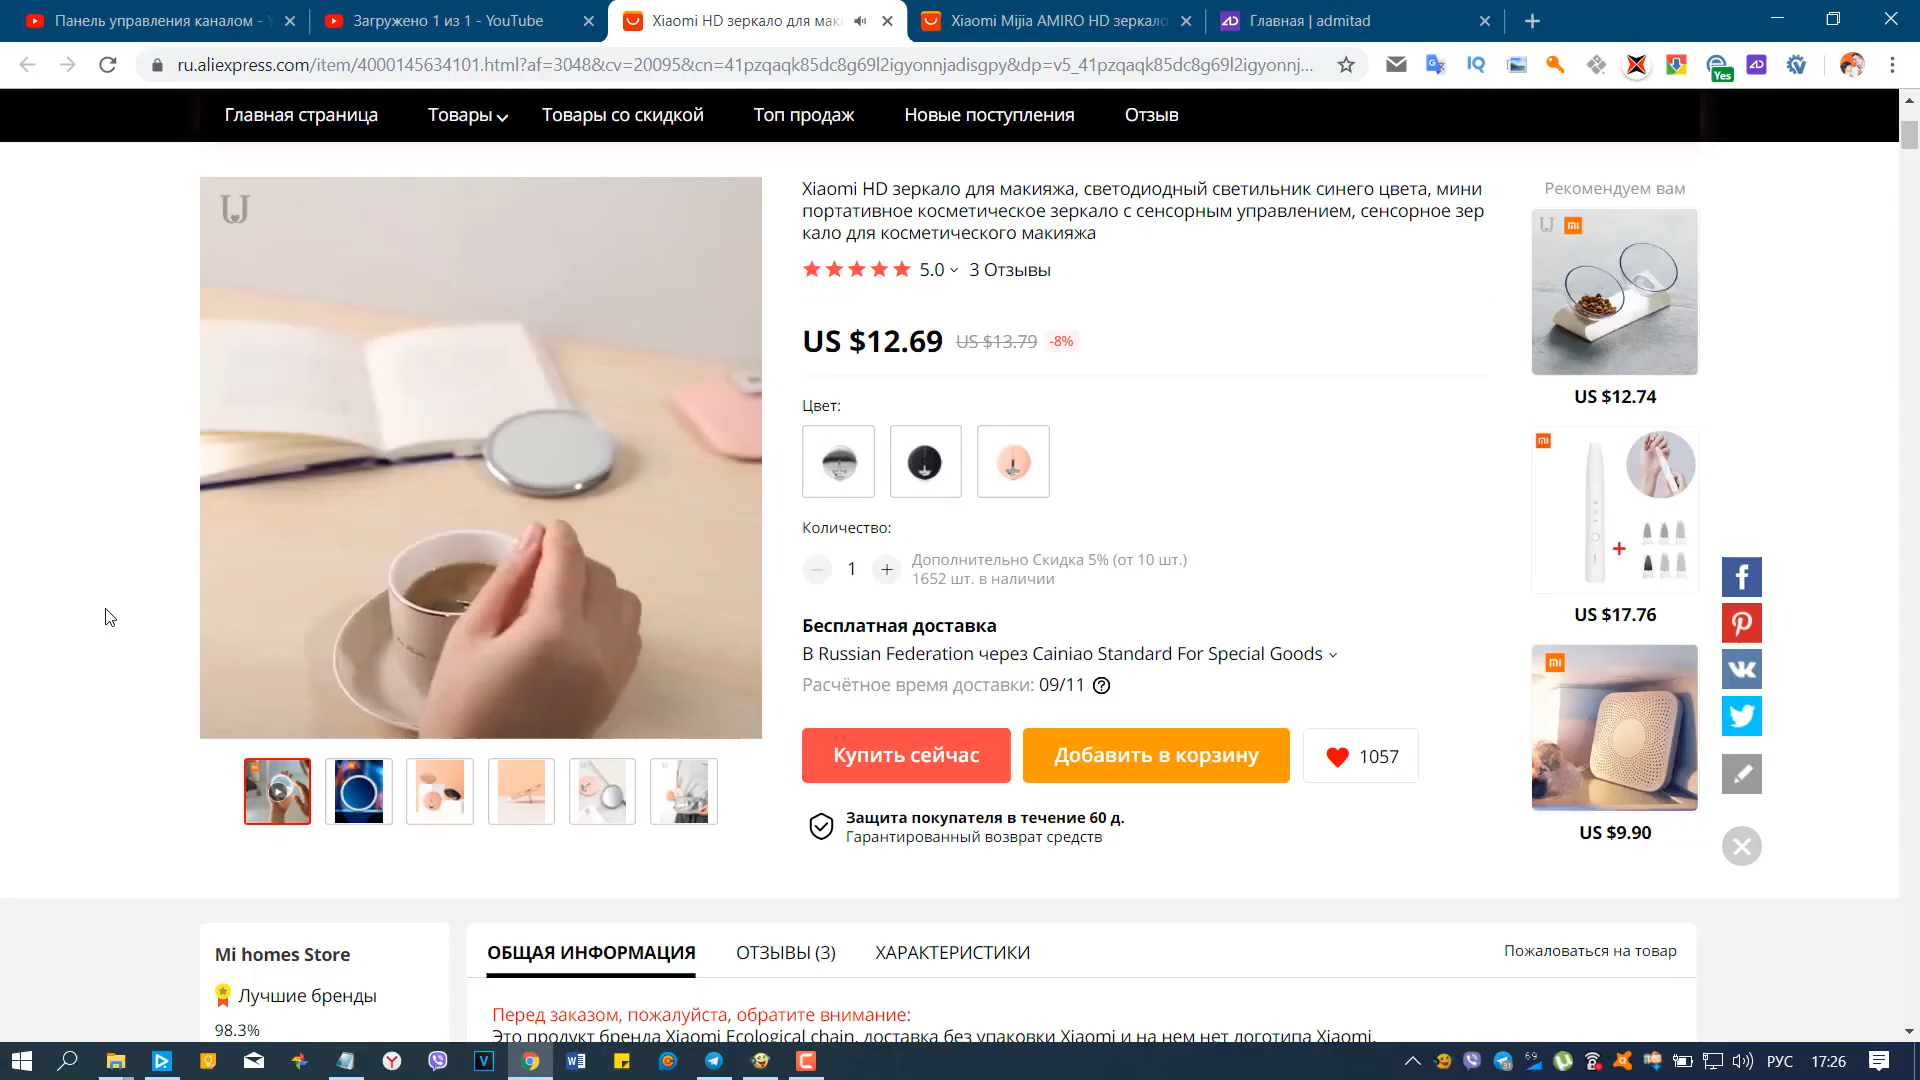 Панель управления каналом -
Загружено 1 из 1 - YouTube
Xiaomi HD зеркало для мак
Xiaomi Mijia AMIRO HD зеркало
Главная | admitad
ru.aliexpress.com/item/4000145634101.html?af=3048&cv=20095&cn=41pzqaqk85dc8g69l2igyonnjadisgpy&dp=v5_41pzqaqk85dc8g69l2igyonnj...
IQ
Yes
Главная страница
Товары
Товары со скидкой
Топ продаж
Новые поступления
Отзыв
Xiaomi HD зеркало для макияжа, светодиодный светильник синего цвета, мини
портативное косметическое зеркало с сенсорным управлением, сенсорное зер
кало для косметического макияжа
5.0
3 Отзывы
US $12.69
US $13.79
-8%
Цвет:
Количество:
1
Дополнительно Скидка 5% (от 10 шт.)
1652 шт. в наличии
Бесплатная доставка
В Russian Federation через Cainiao Standard For Special Goods
Расчётное время доставки: 09/11
Купить сейчас
Добавить в корзину
1057
Защита покупателя в течение 60 д.
Гарантированный возврат средств
Рекомендуем вам
US $12.74
US $17.76
US $9.90
Mi homes Store
Лучшие бренды
98.3%
ОБЩАЯ ИНФОРМАЦИЯ
ОТЗЫВЫ (3)
ХАРАКТЕРИСТИКИ
Пожаловаться на товар
Перед заказом, пожалуйста, обратите внимание:
Это продукт бренда Xiaomi Ecological chain, доставка без упаковки Xiaomi и на нем нет логотипа Xiaomi.
РУС
17:26